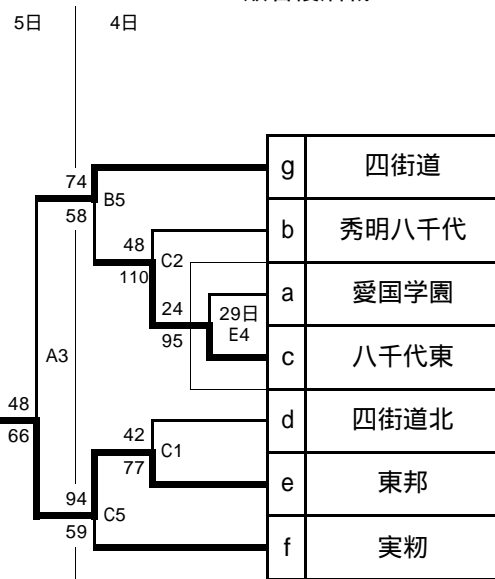 5日 4日
g 四街道
74
58 B5
b 秀明八千代
48
110 C2
a 愛国学園
24
95
29日
E4
c 八千代東
A3
d 四街道北
48
66
42
77 C1
e 東邦
94
59 C5
f 実籾